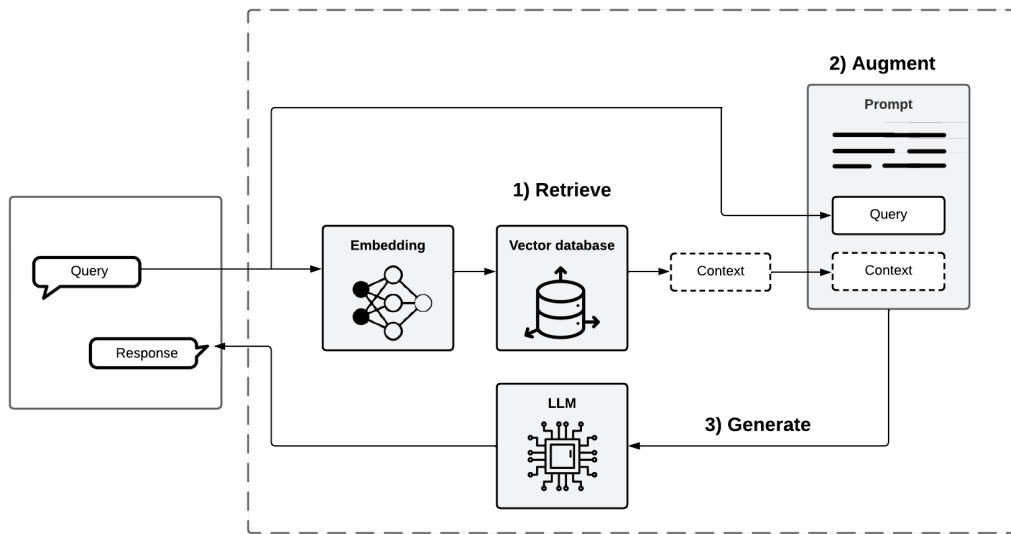 2) Augment
Prompt
1) Retrieve
Query
Embedding
Vector database
Query
Context
Context
Response
LLM
3) Generate